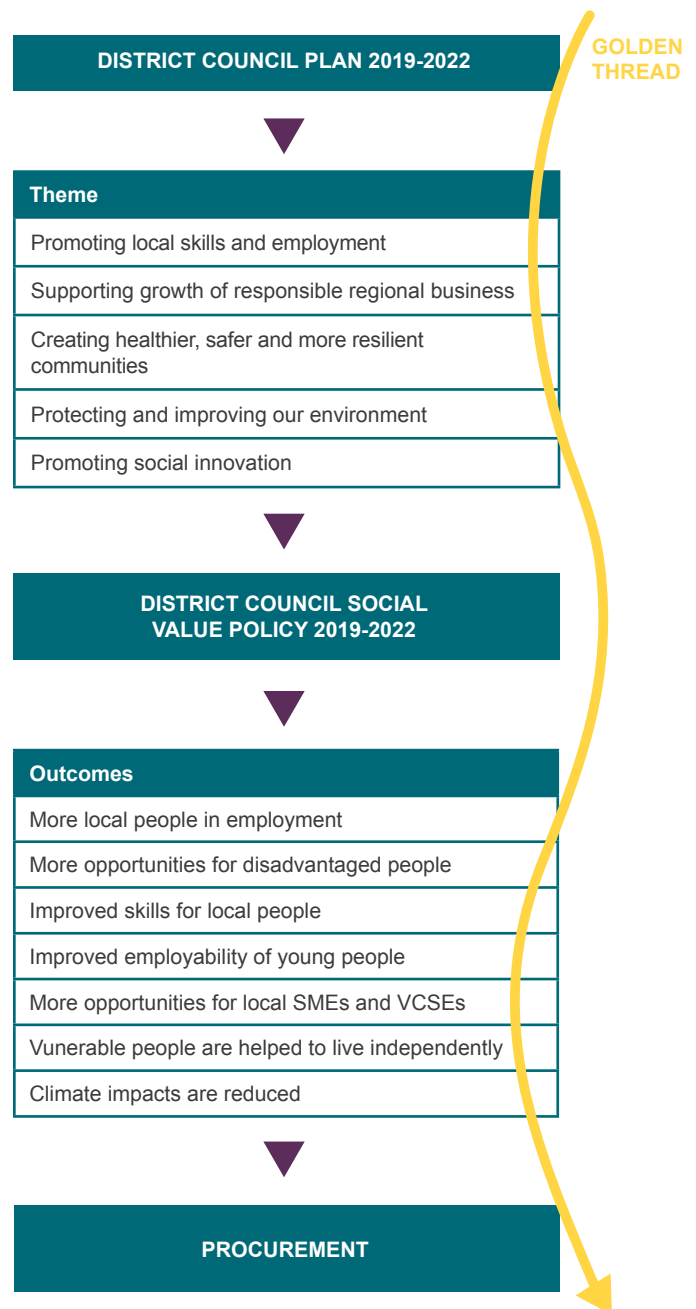 DISTRICT COUNCIL PLAN 2019-2022
GOLDEN
THREAD
Theme
Promoting local skills and employment
Supporting growth of responsible regional business
Creating healthier, safer and more resilient
communities
Protecting and improving our environment
Promoting social innovation
DISTRICT COUNCIL SOCIAL
VALUE POLICY 2019-2022
Outcomes
More local people in employment
More opportunities for disadvantaged people
Improved skills for local people
Improved employability of young people
More opportunities for local SMEs and VCSEs
Vunerable people are helped to live independently
Climate impacts are reduced
PROCUREMENT